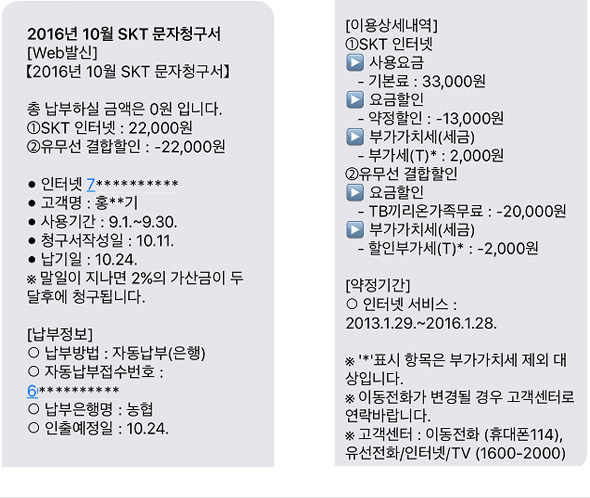 2016년 10월 SKT 문자청구서
[Web발신]
【2016년 10월 SKT 문자청구서】
총 납부하실 금액은 0원 입니다.
①SKT 인터넷 : 22,000원
②유무선 결합할인 : -22,000원
● 인터넷 7**********
● 고객명 : 홍**기
● 사용기간 : 9.1.~9.30.
● 청구서작성일 : 10.11.
● 납기일 : 10.24.
※ 말일이 지나면 2%의 가산금이 두
달후에 청구됩니다.
[납부정보]
○ 납부방법 : 자동납부(은행)
○ 자동납부접수번호 :
6**********
○ 납부은행명 : 농협
○ 인출예정일 : 10.24.
[이용상세내역]
①SKT 인터넷
▶ 사용요금
- 기본료 : 33,000원
▶ 요금할인
- 약정할인 : -13,000원
▶ 부가가치세(세금)
- 부가세(T)* : 2,000원
②유무선 결합할인
▶ 요금할인
- TB끼리온가족무료 : -20,000원
▶ 부가가치세(세금)
- 할인부가세(T)* : -2,000원
[약정기간]
○ 인터넷 서비스 :
2013.1.29.~2016.1.28.
※ '*'표시 항목은 부가가치세 제외 대
상입니다.
※ 이동전화가 변경될 경우 고객센터로
연락바랍니다.
※ 고객센터 : 이동전화 (휴대폰114),
유선전화/인터넷/TV (1600-2000)